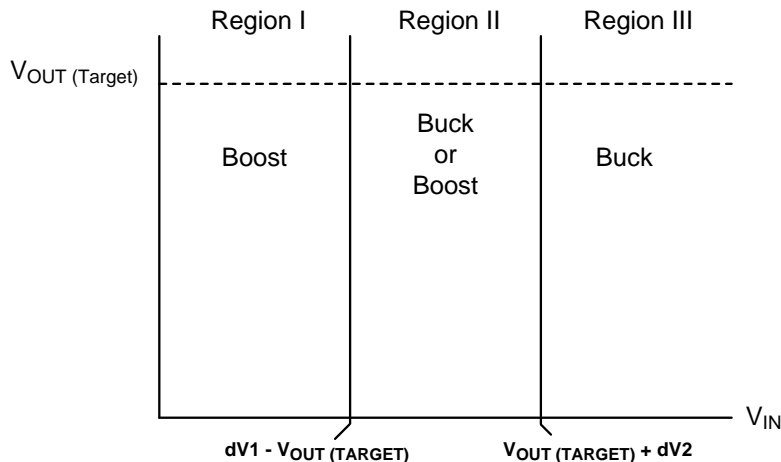 Region I Region II Region III
VOUT (Target)
Boost
Buck
or
Boost
Buck
VIN
dV1 - VOUT (TARGET)
VOUT (TARGET) + dV2